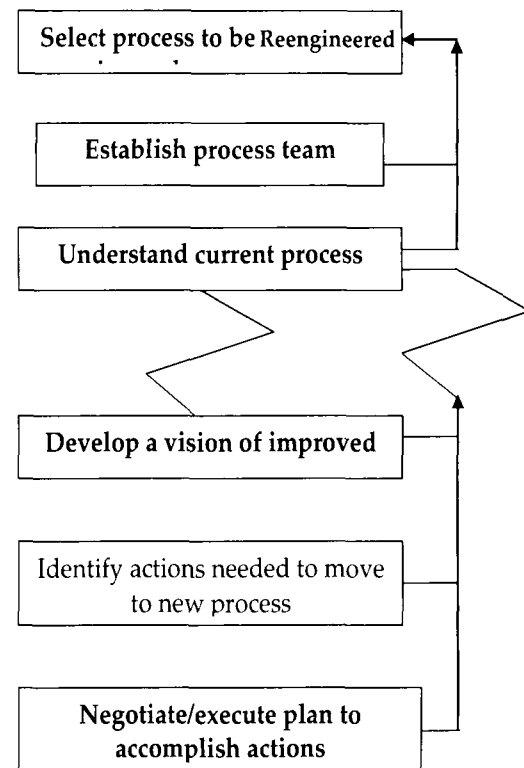 Select process to be Reengineered
Establish process team
Understand current process
Develop a vision of improved
Identify actions needed to move
to new process
Negotiate/execute plan to
accomplish actions